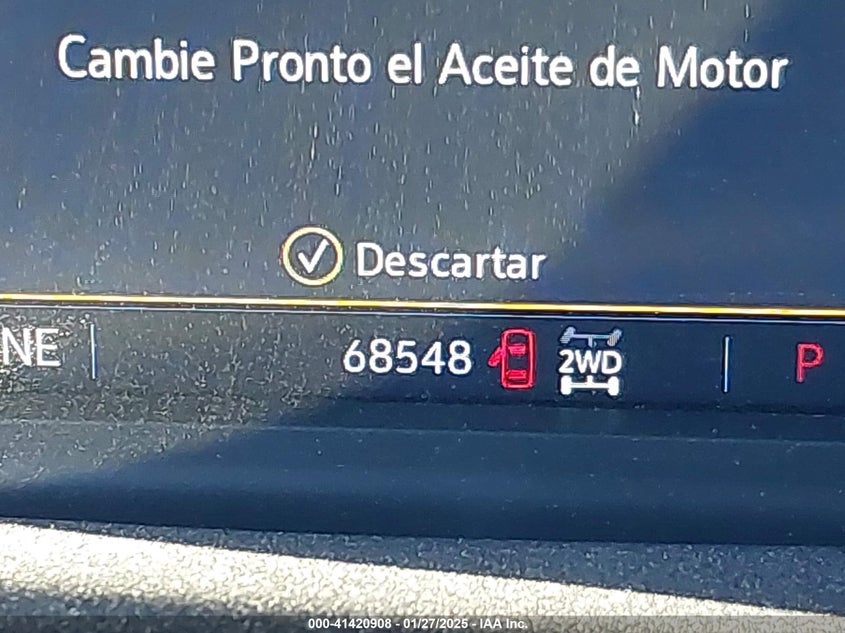 Cambie Pronto el Aceite de Motor
Descartar
NE
68548
2WD
P
000-41420908 - 01/27/2025 - IAA Inc.